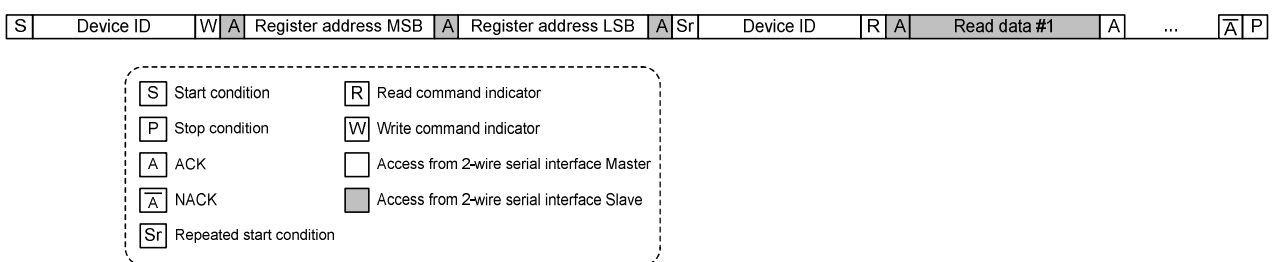 S Device ID W A Register address MSB A Register address LSB A Sr Device ID R A Read data #1 A ... A̅ P
S Start condition R Read command indicator
P Stop condition W Write command indicator
A ACK Access from 2-wire serial interface Master
A̅ NACK Access from 2-wire serial interface Slave
Sr Repeated start condition